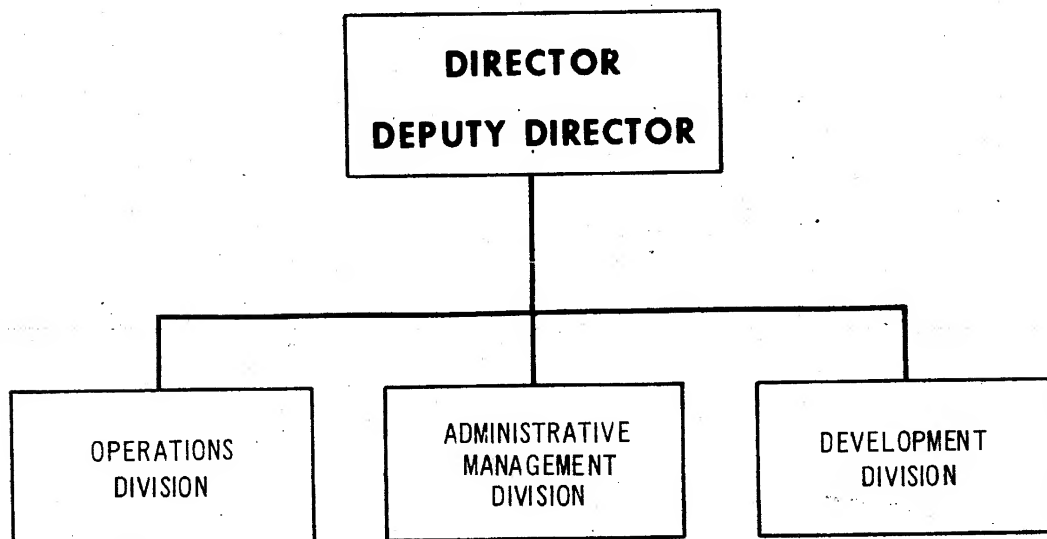 DIRECTOR
DEPUTY DIRECTOR
OPERATIONS
DIVISION
ADMINISTRATIVE
MANAGEMENT
DIVISION
DEVELOPMENT
DIVISION